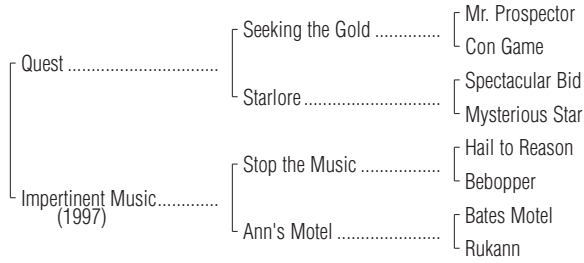 Mr. Prospector
Seeking the Gold ..............
Con Game
Quest ................................
Spectacular Bid
Starlore.............................
Mysterious Star
Hail to Reason
Stop the Music .................
Bebopper
Impertinent Music.............
(1997)
Bates Motel
Ann's Motel ......................
Rukann